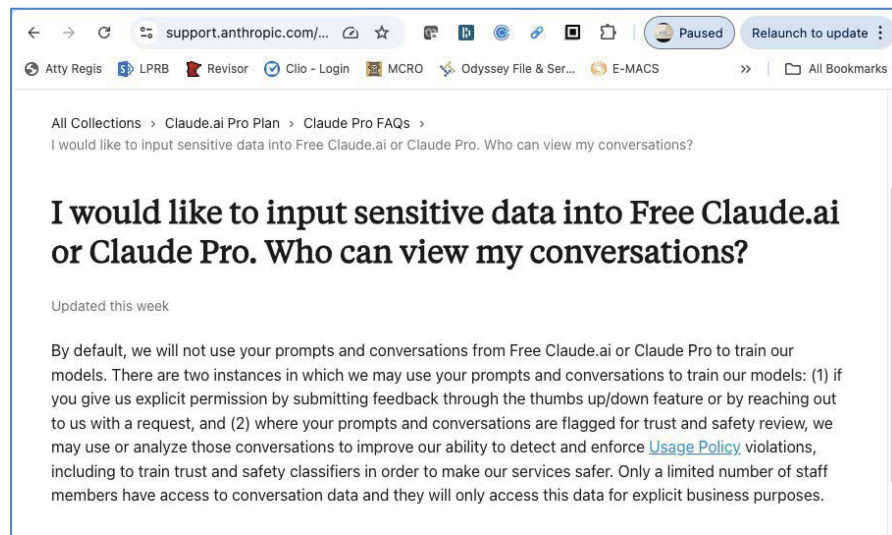 support.anthropic.com/...
Paused
Relaunch to update
Atty Regis
LPRB
Revisor
Clio - Login
MCRO
Odyssey File & Ser...
E-MACS
»
All Bookmarks
All Collections > Claude.ai Pro Plan > Claude Pro FAQs >
I would like to input sensitive data into Free Claude.ai or Claude Pro. Who can view my conversations?
I would like to input sensitive data into Free Claude.ai
or Claude Pro. Who can view my conversations?
Updated this week
By default, we will not use your prompts and conversations from Free Claude.ai or Claude Pro to train our
models. There are two instances in which we may use your prompts and conversations to train our models: (1) if
you give us explicit permission by submitting feedback through the thumbs up/down feature or by reaching out
to us with a request, and (2) where your prompts and conversations are flagged for trust and safety review, we
may use or analyze those conversations to improve our ability to detect and enforce Usage Policy violations,
including to train trust and safety classifiers in order to make our services safer. Only a limited number of staff
members have access to conversation data and they will only access this data for explicit business purposes.